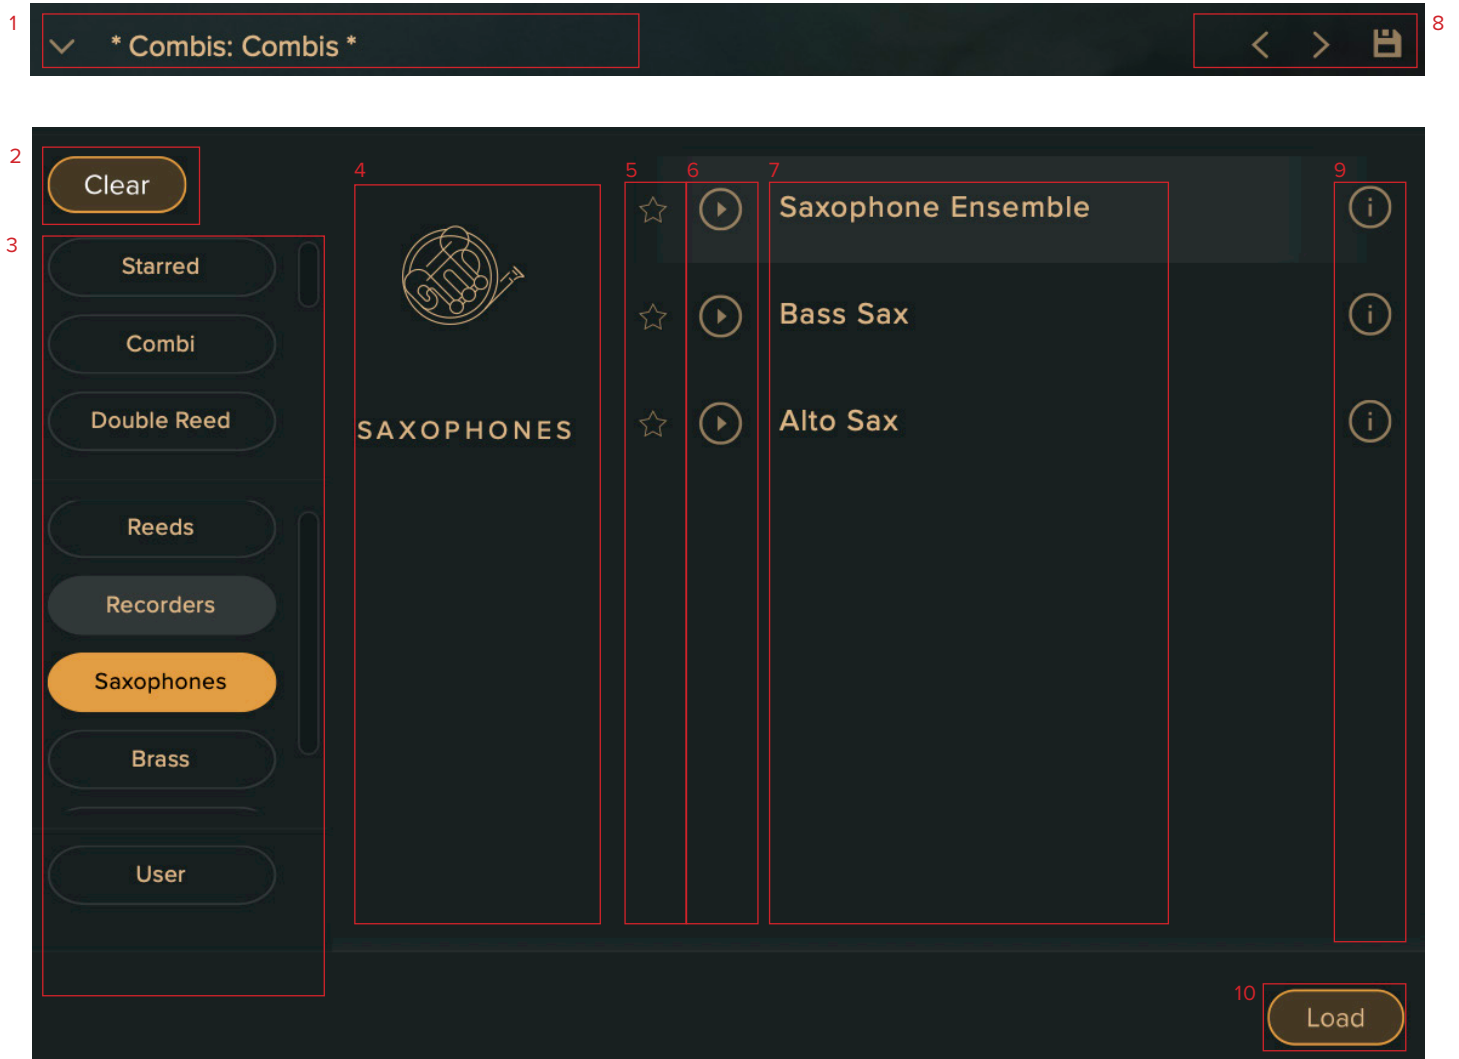 1
* Combis: Combis *
8
2
Clear
3
Starred
Combi
Double Reed
Reeds
Recorders
Saxophones
Brass
User
4
SAXOPHONES
5
6
7
9
Saxophone Ensemble
i
Bass Sax
i
Alto Sax
i
10
Load